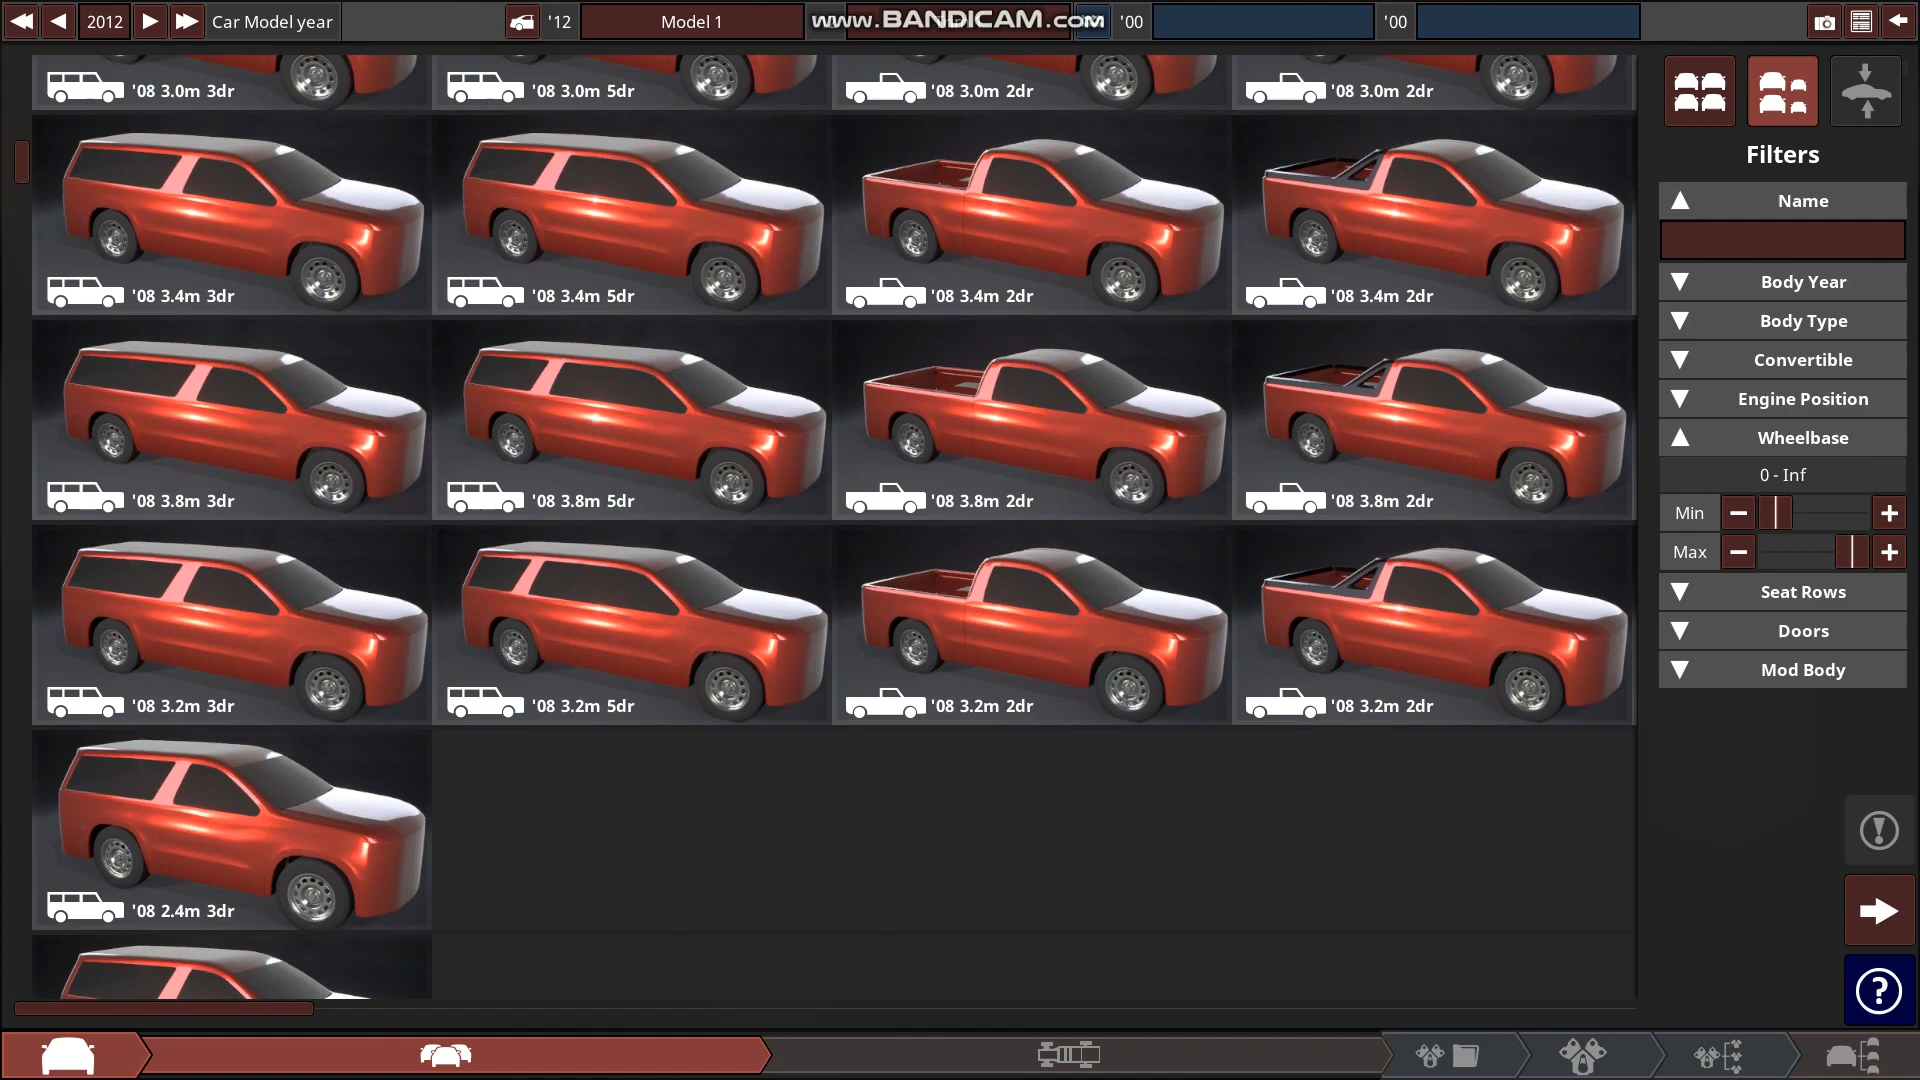 2012
Car Model year
'12
Model 1
www.BANDICAM.com
'00
'00
'08 3.0m 3dr
'08 3.0m 5dr
'08 3.0m 2dr
'08 3.0m 2dr
'08 3.4m 3dr
'08 3.4m 5dr
'08 3.4m 2dr
'08 3.4m 2dr
'08 3.8m 3dr
'08 3.8m 5dr
'08 3.8m 2dr
'08 3.8m 2dr
'08 3.2m 3dr
'08 3.2m 5dr
'08 3.2m 2dr
'08 3.2m 2dr
'08 2.4m 3dr
Filters
Name
Body Year
Body Type
Convertible
Engine Position
Wheelbase
0 - Inf
Min
Max
Seat Rows
Doors
Mod Body